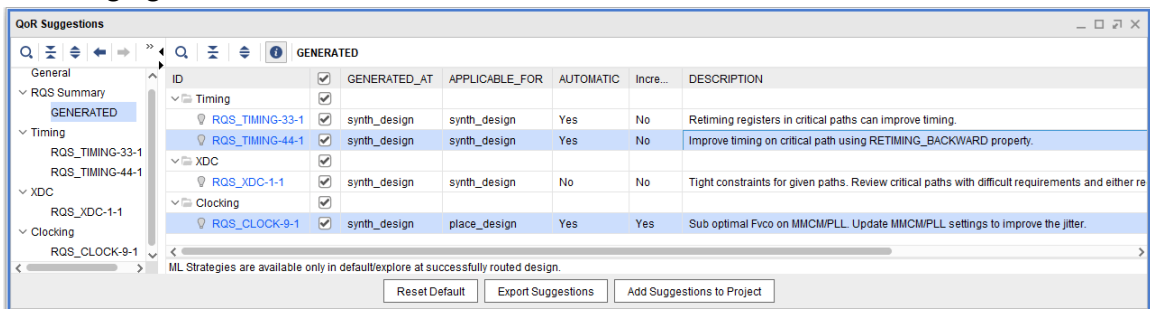 QoR Suggestions
GENERATED
General
RQS Summary
GENERATED
Timing
RQS_TIMING-33-1
RQS_TIMING-44-1
XDC
RQS_XDC-1-1
Clocking
RQS_CLOCK-9-1
ID GENERATED_AT APPLICABLE_FOR AUTOMATIC Incre... DESCRIPTION
Timing
RQS_TIMING-33-1 synth_design synth_design Yes No Retiming registers in critical paths can improve timing.
RQS_TIMING-44-1 synth_design synth_design Yes No Improve timing on critical path using RETIMING_BACKWARD property.
XDC
RQS_XDC-1-1 synth_design synth_design No No Tight constraints for given paths. Review critical paths with difficult requirements and either re
Clocking
RQS_CLOCK-9-1 synth_design place_design Yes Yes Sub optimal Fvco on MMCM/PLL. Update MMCM/PLL settings to improve the jitter.
ML Strategies are available only in default/explore at successfully routed design.
Reset Default Export Suggestions Add Suggestions to Project